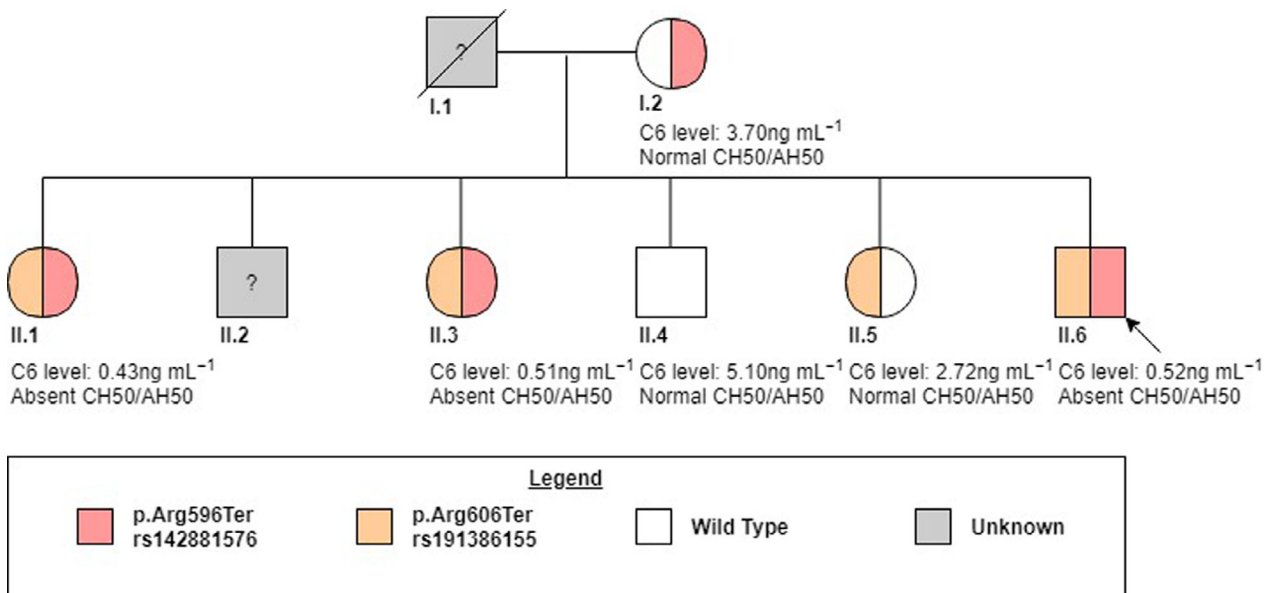 ?
I.1
I.2
C6 level: 3.70ng mL⁻¹
Normal CH50/AH50
?
II.1
II.2
II.3
II.4
II.5
II.6
C6 level: 0.43ng mL⁻¹
Absent CH50/AH50
C6 level: 0.51ng mL⁻¹
Absent CH50/AH50
C6 level: 5.10ng mL⁻¹
Normal CH50/AH50
C6 level: 2.72ng mL⁻¹
Normal CH50/AH50
C6 level: 0.52ng mL⁻¹
Absent CH50/AH50
Legend
p.Arg596Ter
rs142881576
p.Arg606Ter
rs191386155
Wild Type
Unknown